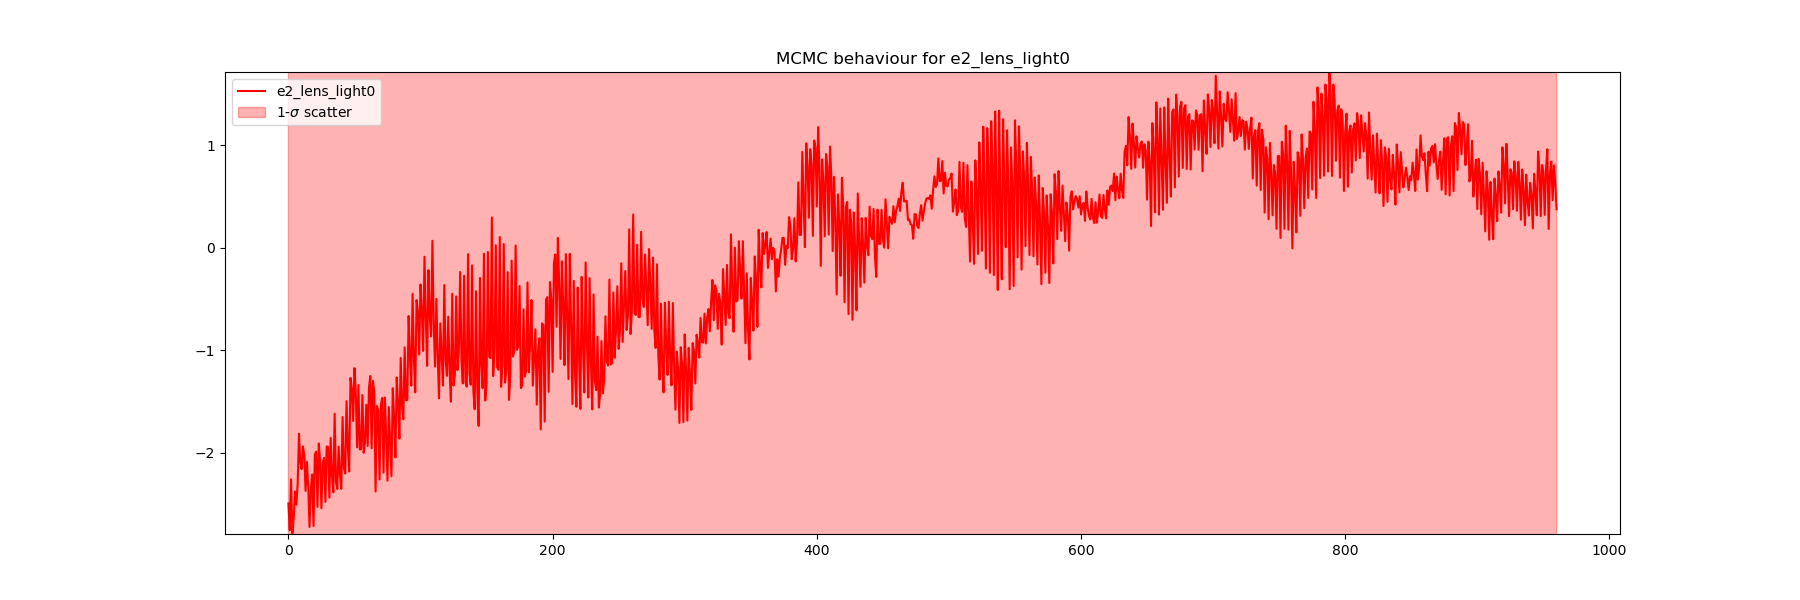 MCMC behaviour for e2_lens_light0
e2_lens_light0
1-σ scatter
1
0
−1
−2
0 200 400 600 800 1000